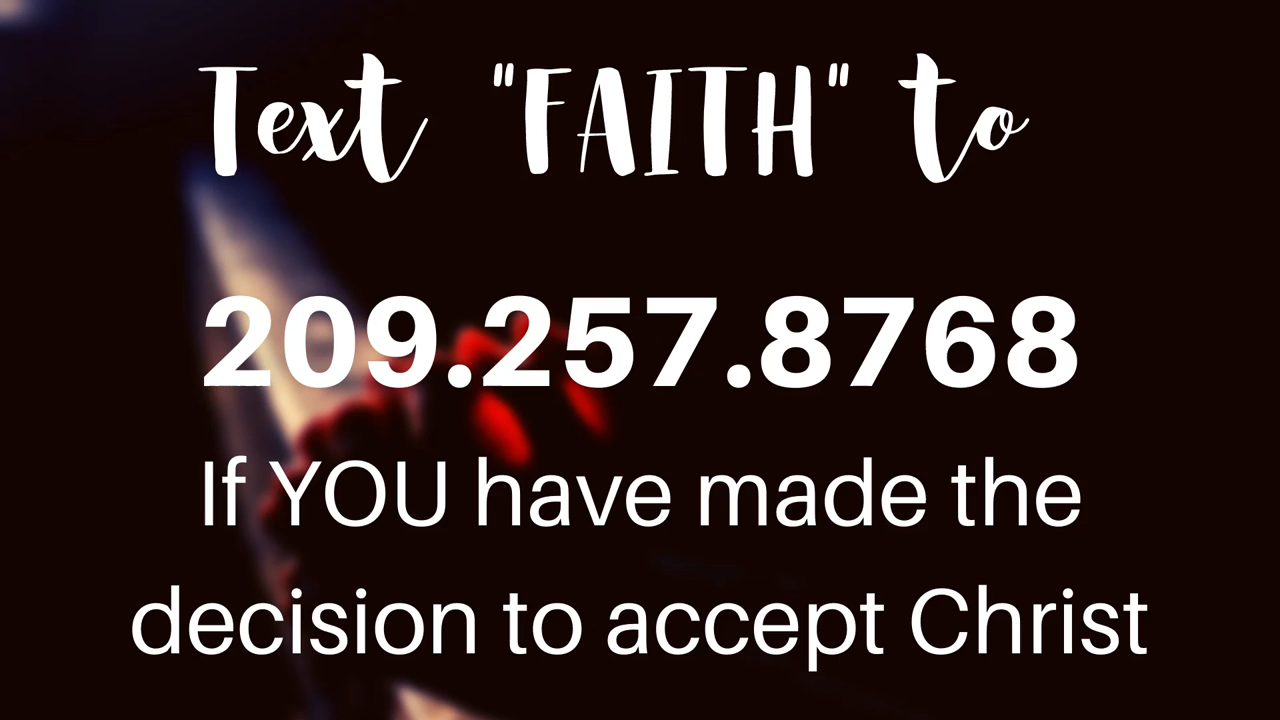 Text "FAITH" to
209.257.8768
If YOU have made the
decision to accept Christ